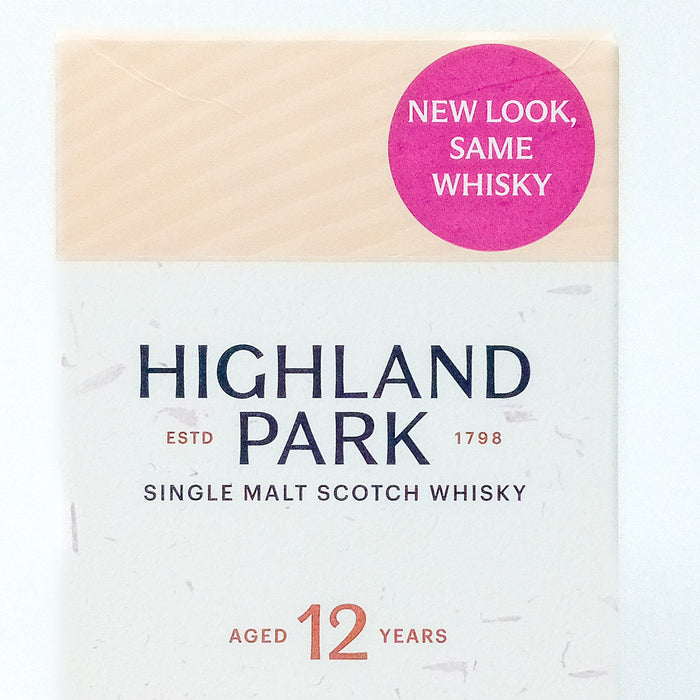 NEW LOOK,
SAME
WHISKY
HIGHLAND
ESTD PARK 1798
SINGLE MALT SCOTCH WHISKY
AGED 12 YEARS